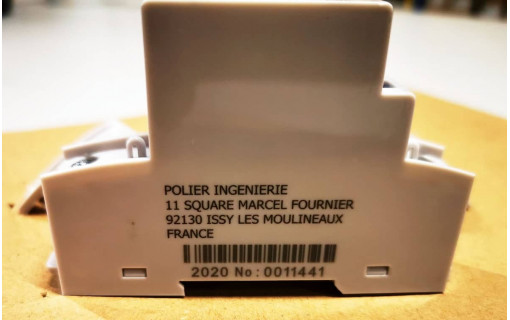 POLIER INGENIERIE
11 SQUARE MARCEL FOURNIER
92130 ISSY LES MOULINEAUX
FRANCE
2020 No : 0011441